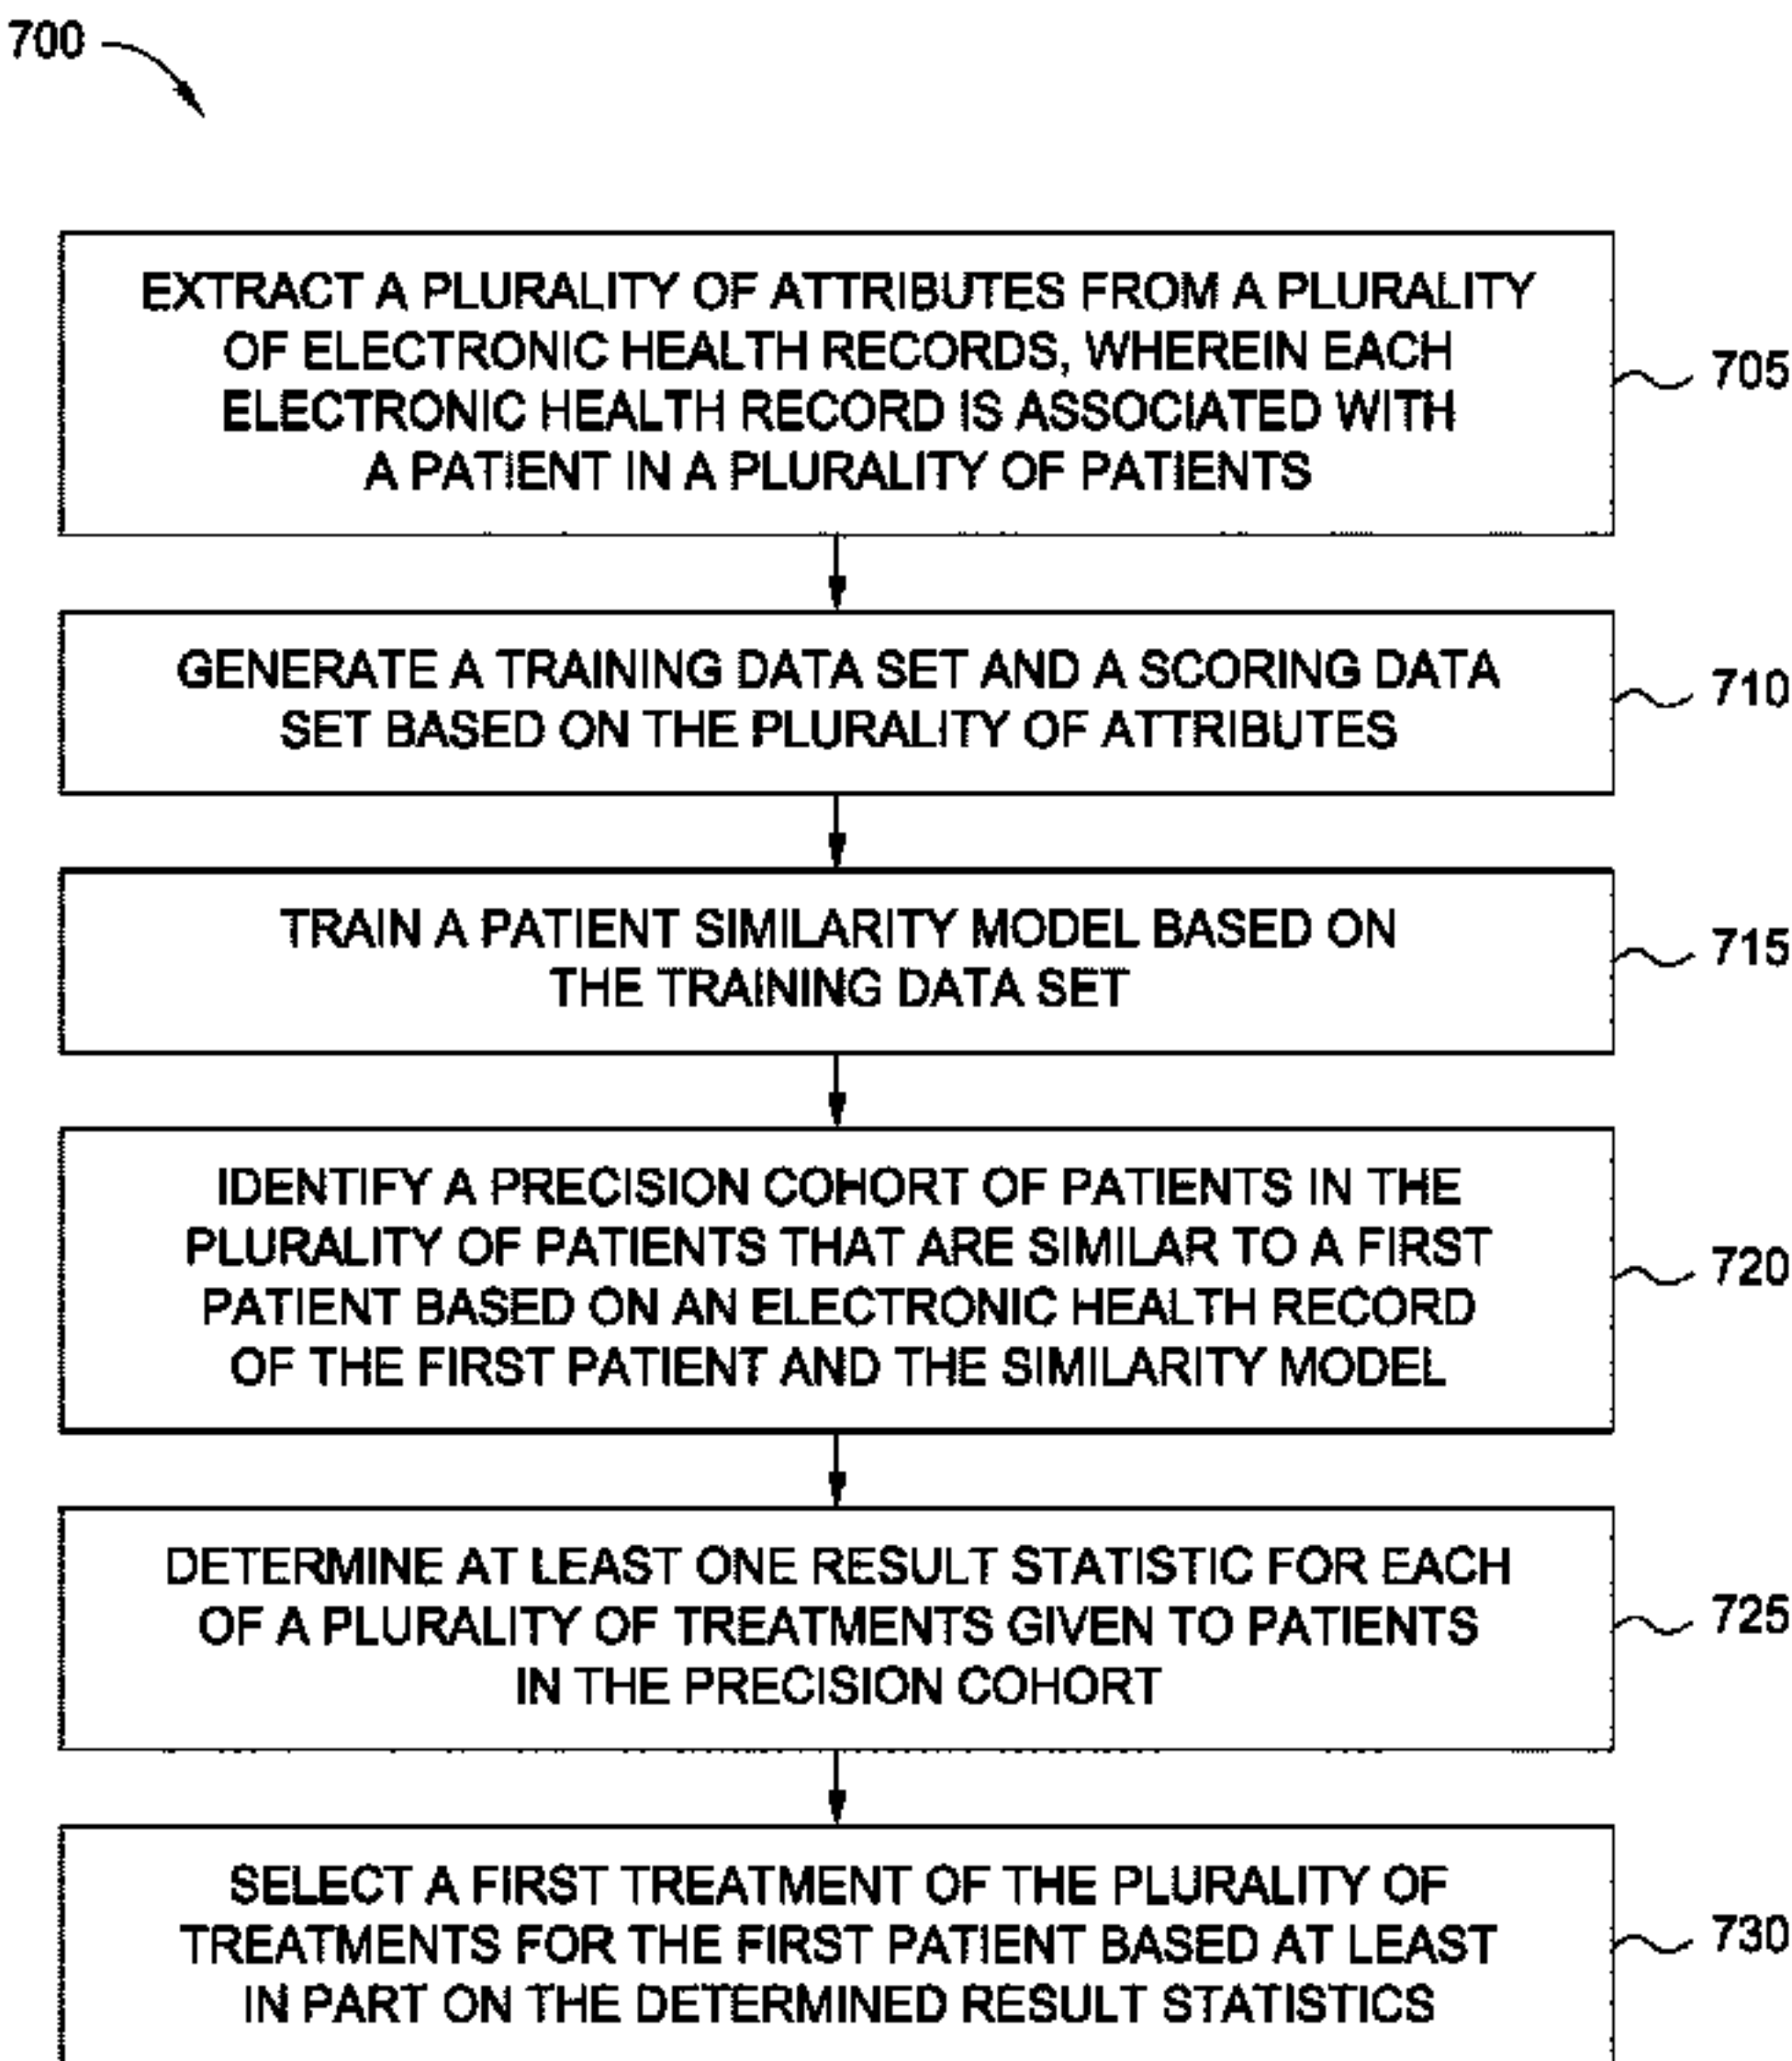 700
EXTRACT A PLURALITY OF ATTRIBUTES FROM A PLURALITY
OF ELECTRONIC HEALTH RECORDS, WHEREIN EACH
ELECTRONIC HEALTH RECORD IS ASSOCIATED WITH
A PATIENT IN A PLURALITY OF PATIENTS
705
GENERATE A TRAINING DATA SET AND A SCORING DATA
SET BASED ON THE PLURALITY OF ATTRIBUTES
710
TRAIN A PATIENT SIMILARITY MODEL BASED ON
THE TRAINING DATA SET
715
IDENTIFY A PRECISION COHORT OF PATIENTS IN THE
PLURALITY OF PATIENTS THAT ARE SIMILAR TO A FIRST
PATIENT BASED ON AN ELECTRONIC HEALTH RECORD
OF THE FIRST PATIENT AND THE SIMILARITY MODEL
720
DETERMINE AT LEAST ONE RESULT STATISTIC FOR EACH
OF A PLURALITY OF TREATMENTS GIVEN TO PATIENTS
IN THE PRECISION COHORT
725
SELECT A FIRST TREATMENT OF THE PLURALITY OF
TREATMENTS FOR THE FIRST PATIENT BASED AT LEAST
IN PART ON THE DETERMINED RESULT STATISTICS
730